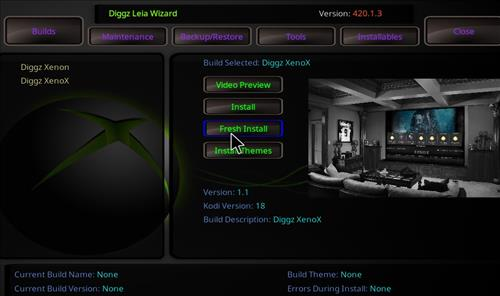 Diggz Leia Wizard Version: 420.1.3
Builds Maintenance Backup/Restore Tools Installables Close
Diggz Xenon
Diggz XenoX
Build Selected: Diggz XenoX
Video Preview
Install
Fresh Install
Install Themes
Version: 1.1
Kodi Version: 18
Build Description: Diggz XenoX
Current Build Name: None Build Theme: None
Current Build Version: None Errors During Install: None